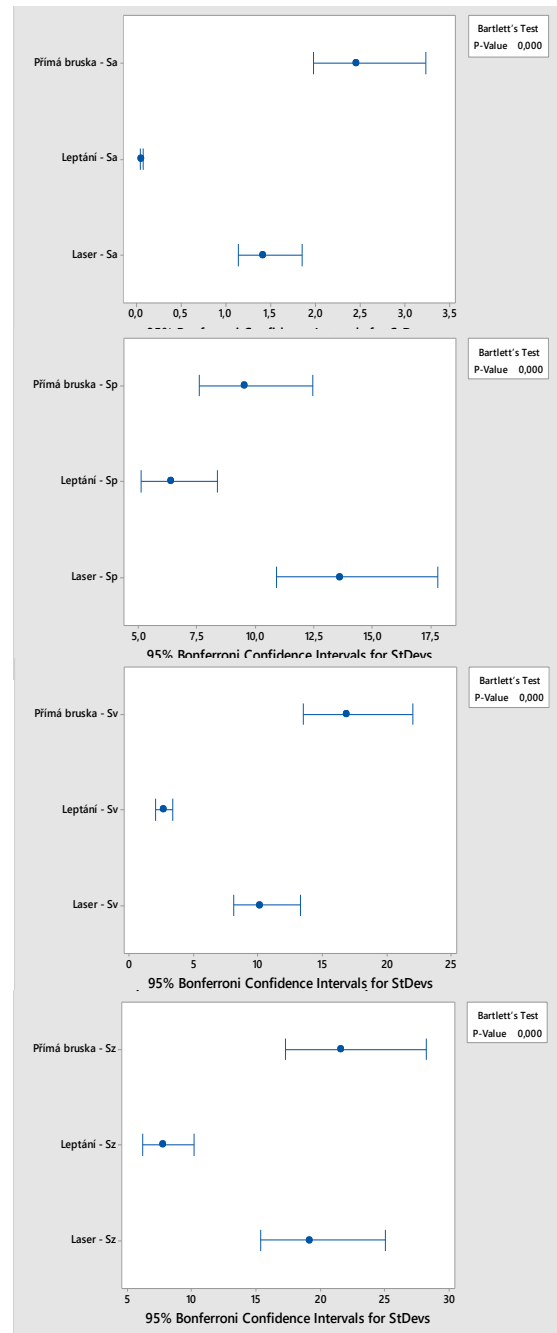 Bartlett's Test
P-Value 0,000
Přímá bruska - Sa
Leptání - Sa
Laser - Sa
0,0 0,5 1,0 1,5 2,0 2,5 3,0 3,5
Bartlett's Test
P-Value 0,000
Přímá bruska - Sp
Leptání - Sp
Laser - Sp
5,0 7,5 10,0 12,5 15,0 17,5
95% Bonferroni Confidence Intervals for StDevs
Bartlett's Test
P-Value 0,000
Přímá bruska - Sv
Leptání - Sv
Laser - Sv
0 5 10 15 20 25
95% Bonferroni Confidence Intervals for StDevs
Bartlett's Test
P-Value 0,000
Přímá bruska - Sz
Leptání - Sz
Laser - Sz
5 10 15 20 25 30
95% Bonferroni Confidence Intervals for StDevs